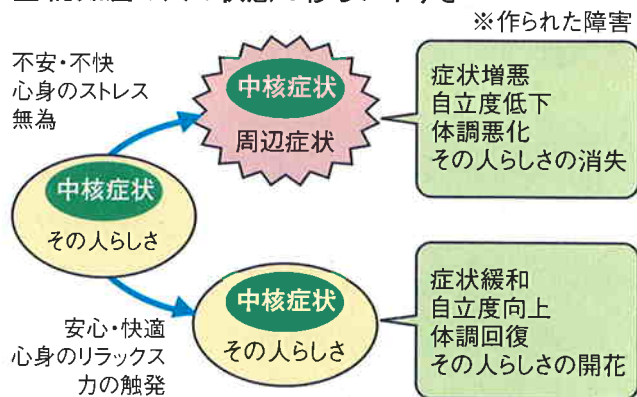 ※作られた障害
不安・不快
心身のストレス
無為
中核症状
周辺症状
症状増悪
自立度低下
体調悪化
その人らしさの消失
中核症状
その人らしさ
安心・快適
心身のリラックス
力の触発
中核症状
その人らしさ
症状緩和
自立度向上
体調回復
その人らしさの開花